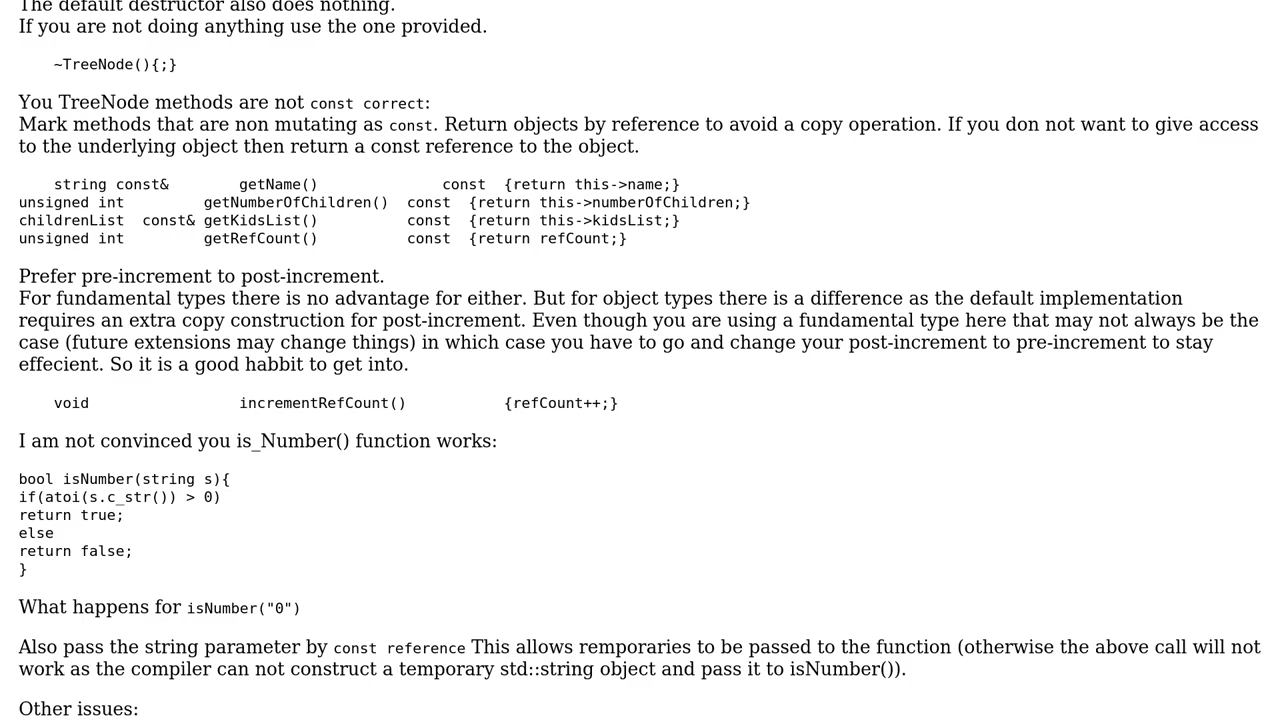 The default destructor also does nothing.
If you are not doing anything use the one provided.
~TreeNode(){;}
You TreeNode methods are not const correct:
Mark methods that are non mutating as const. Return objects by reference to avoid a copy operation. If you don not want to give access
to the underlying object then return a const reference to the object.
string const& getName() const {return this->name;}
unsigned int getNumberOfChildren() const {return this->numberOfChildren;}
childrenList const& getKidsList() const {return this->kidsList;}
unsigned int getRefCount() const {return refCount;}
Prefer pre-increment to post-increment.
For fundamental types there is no advantage for either. But for object types there is a difference as the default implementation
requires an extra copy construction for post-increment. Even though you are using a fundamental type here that may not always be the
case (future extensions may change things) in which case you have to go and change your post-increment to pre-increment to stay
effecient. So it is a good habbit to get into.
void incrementRefCount() {refCount++;}
I am not convinced you is_Number() function works:
bool isNumber(string s){
if(atoi(s.c_str()) > 0)
return true;
else
return false;
}
What happens for isNumber("0")
Also pass the string parameter by const reference This allows remporaries to be passed to the function (otherwise the above call will not
work as the compiler can not construct a temporary std::string object and pass it to isNumber()).
Other issues: